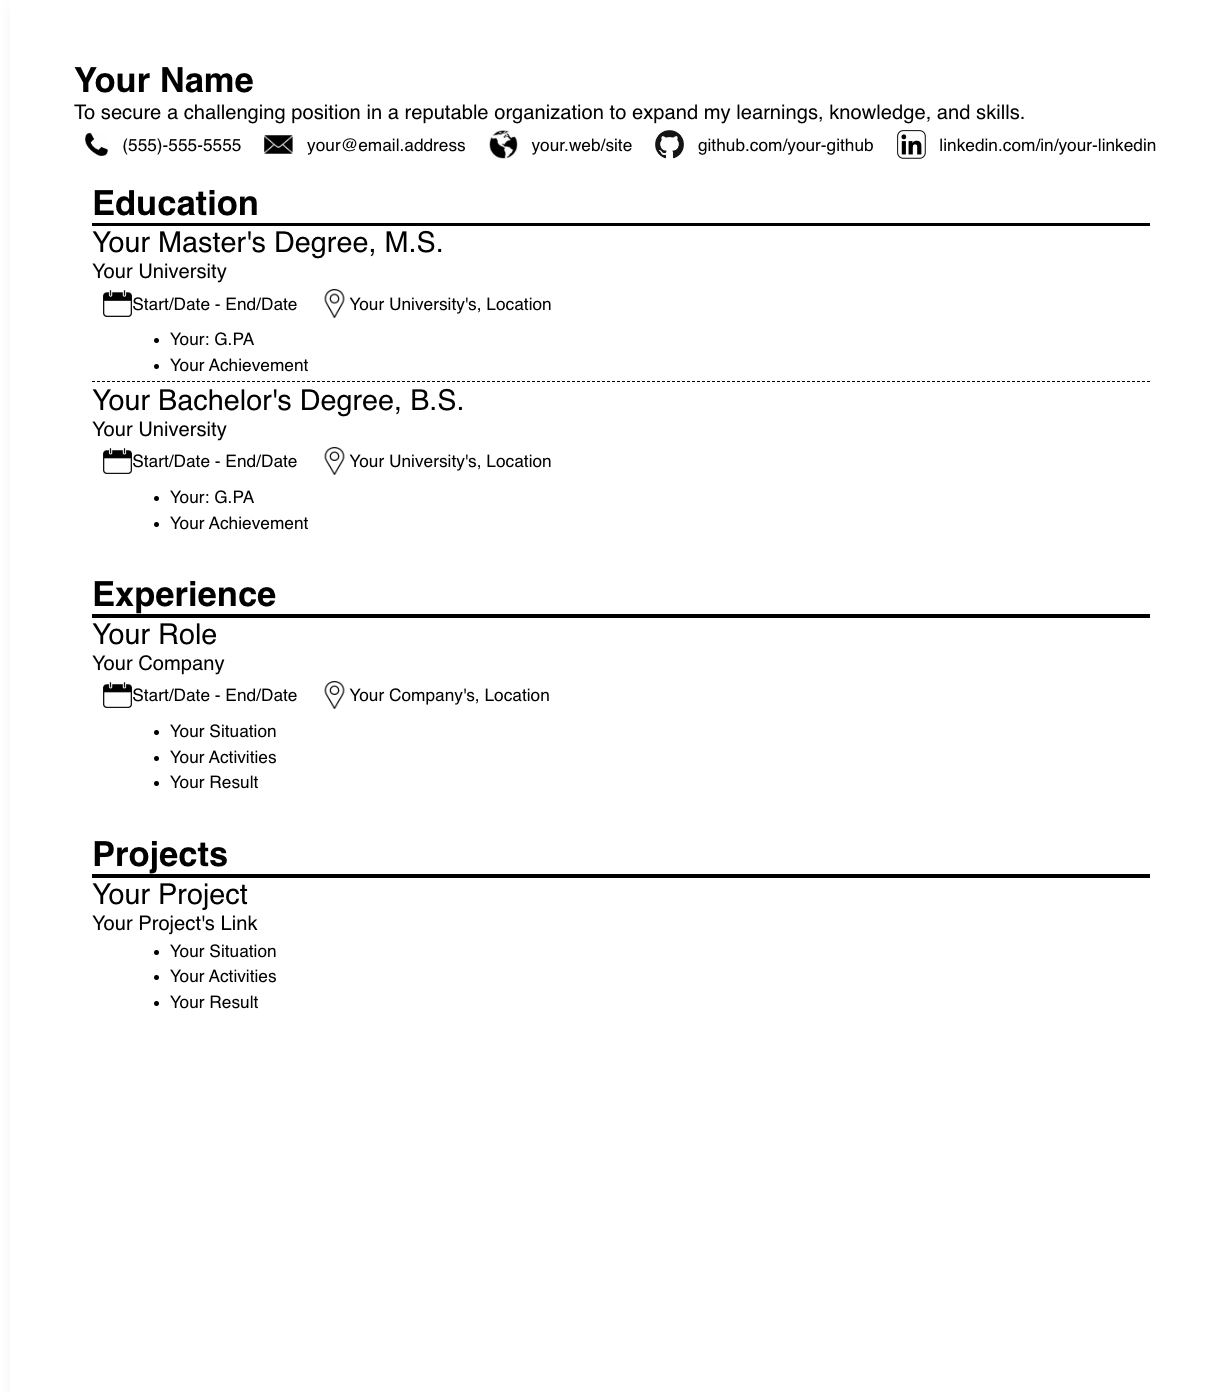 Your Name
To secure a challenging position in a reputable organization to expand my learnings, knowledge, and skills.
(555)-555-5555 your@email.address your.web/site github.com/your-github linkedin.com/in/your-linkedin
Education
Your Master's Degree, M.S.
Your University
Start/Date - End/Date Your University's, Location
• Your: G.PA
• Your Achievement
Your Bachelor's Degree, B.S.
Your University
Start/Date - End/Date Your University's, Location
• Your: G.PA
• Your Achievement
Experience
Your Role
Your Company
Start/Date - End/Date Your Company's, Location
• Your Situation
• Your Activities
• Your Result
Projects
Your Project
Your Project's Link
• Your Situation
• Your Activities
• Your Result